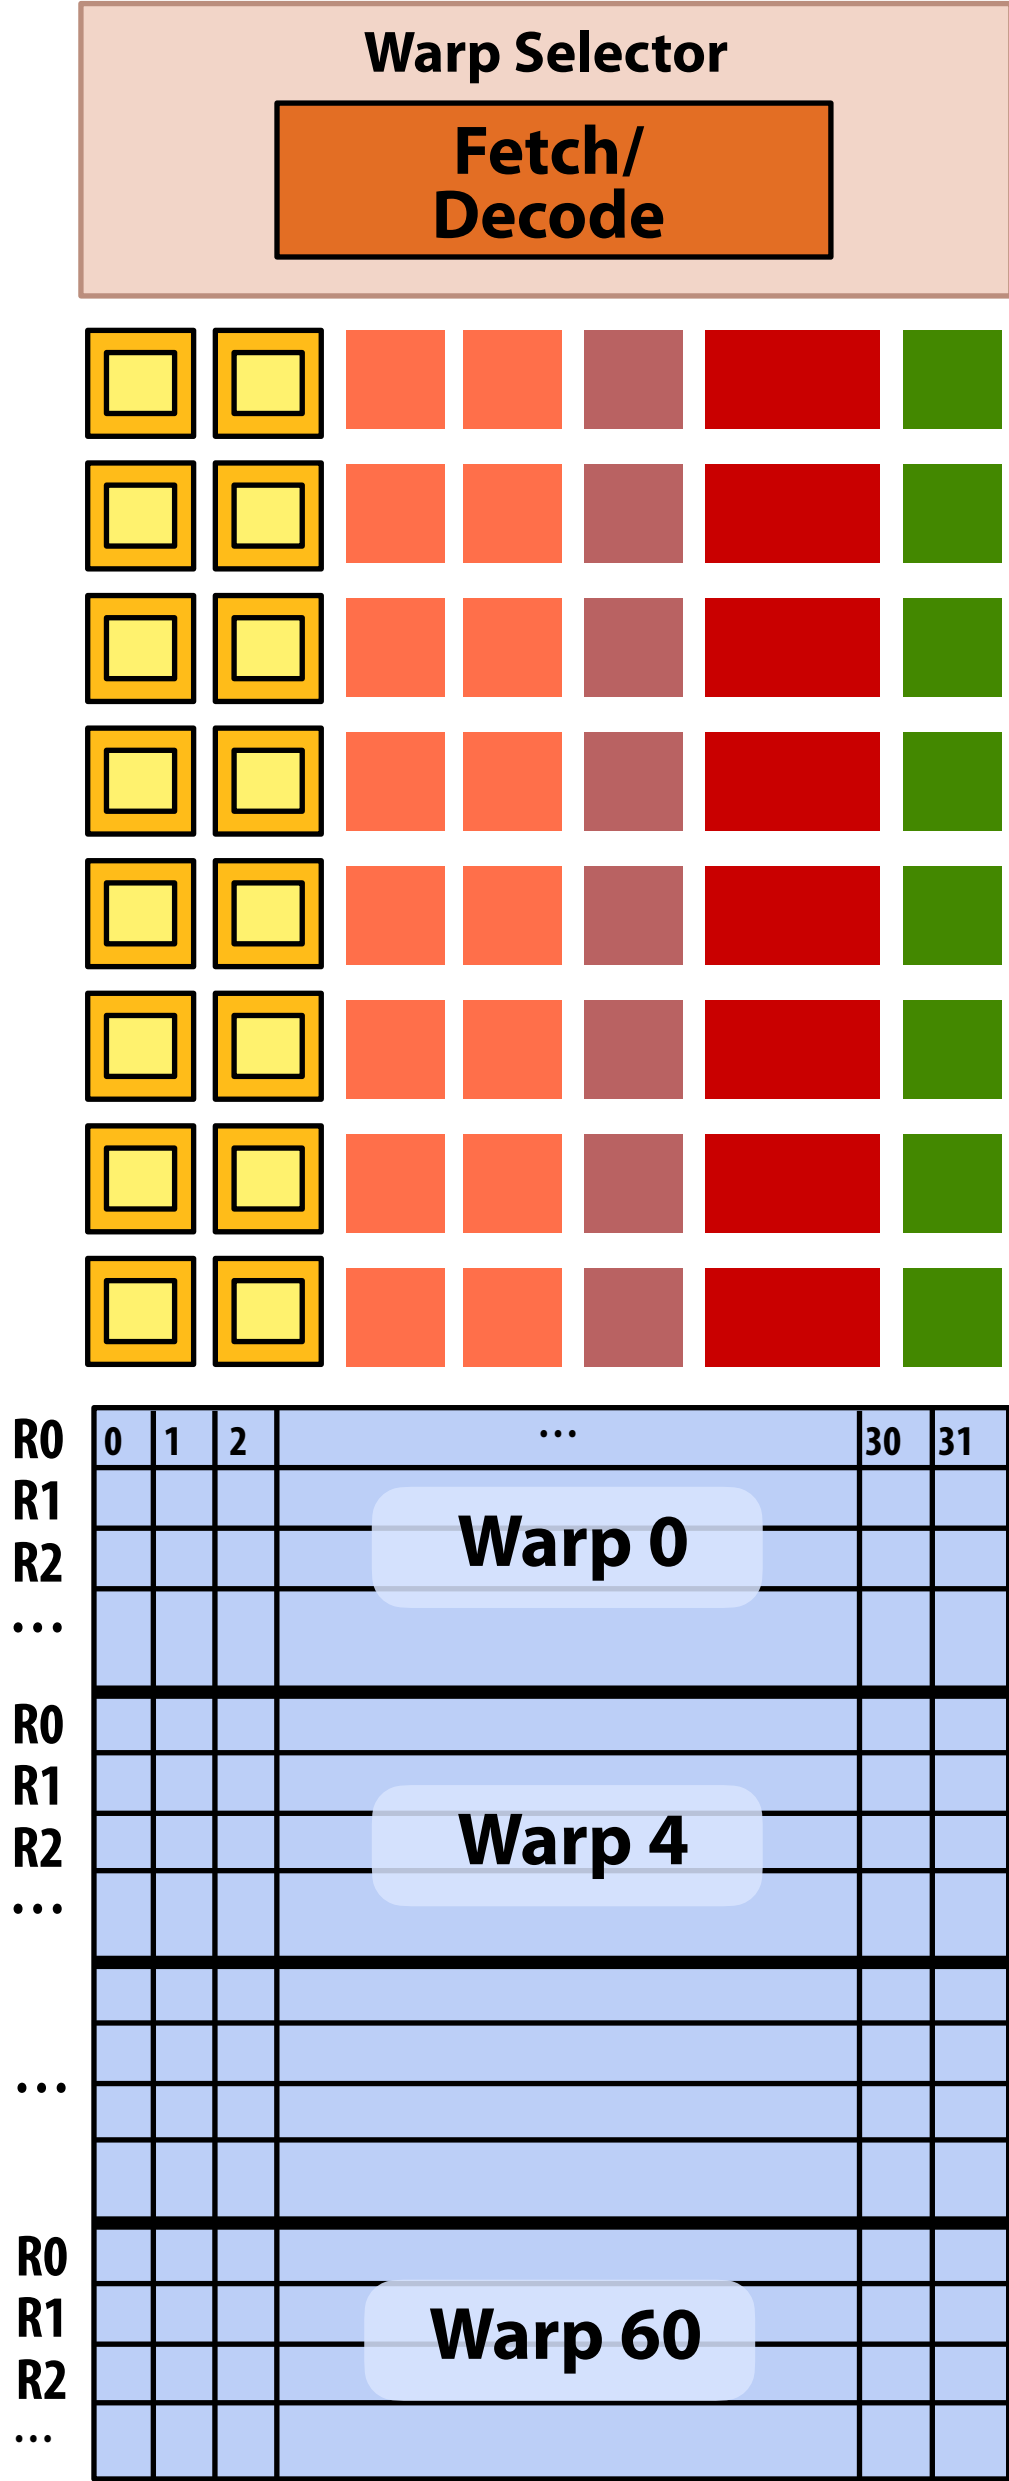 Warp Selector
Fetch/
Decode
R0 0 1 2 ... 30 31
R1
Warp 0
R2
...
R0
R1
Warp 4
R2
...
...
R0
R1
Warp 60
R2
...